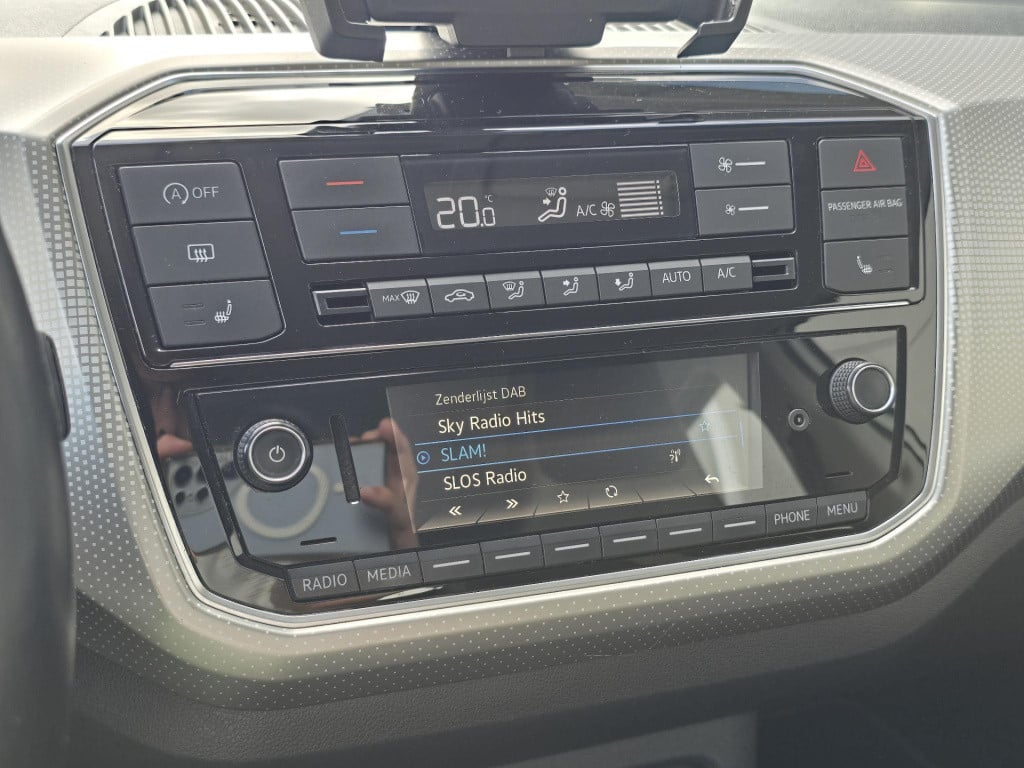 A OFF
20.0 °C
A/C
PASSENGER AIR BAG
MAX
AUTO
A/C
Zenderlijst DAB
Sky Radio Hits
SLAM!
SLOS Radio
RADIO
MEDIA
PHONE
MENU